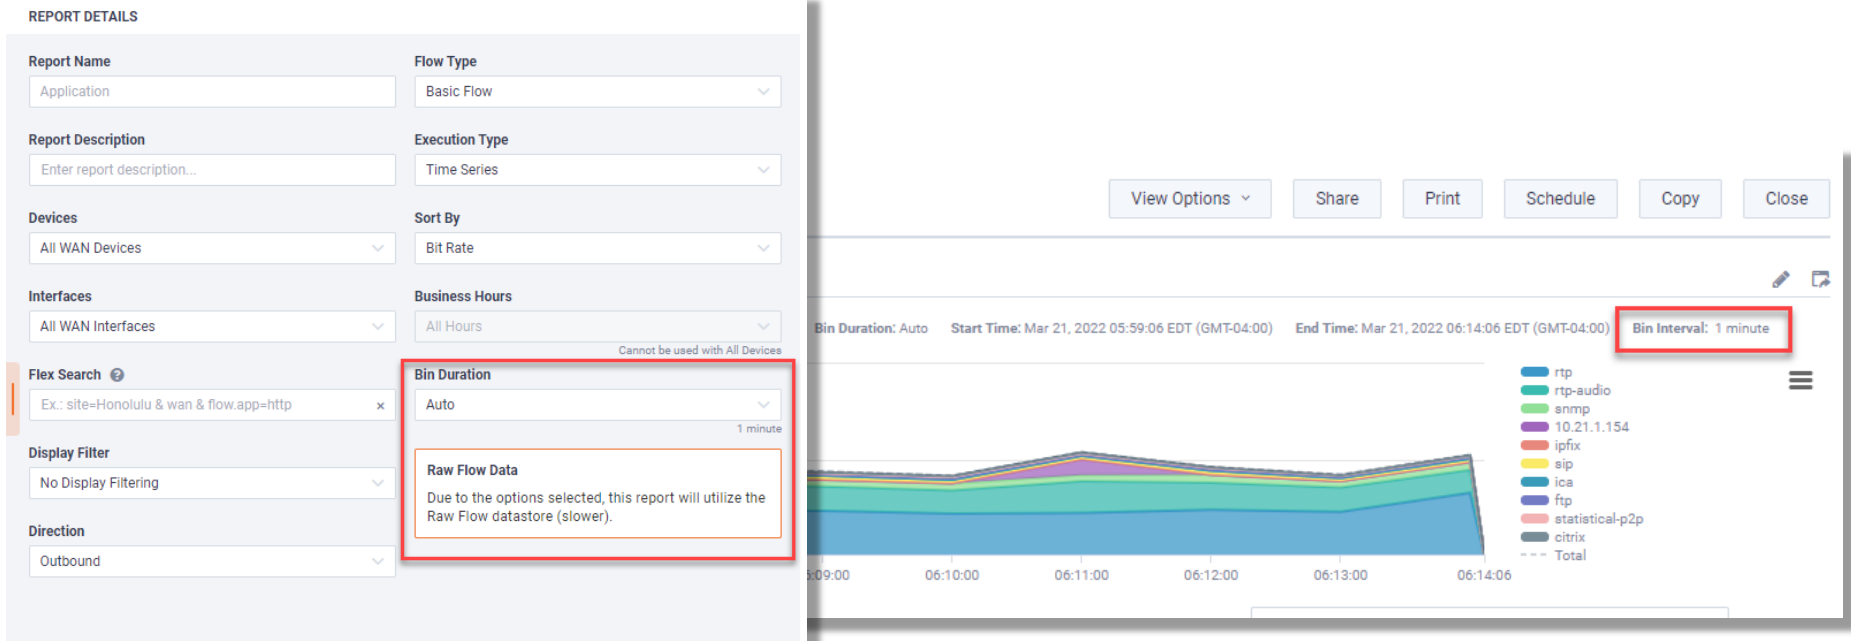 REPORT DETAILS
Report Name
Application
Flow Type
Basic Flow
Report Description
Enter report description...
Execution Type
Time Series
Devices
All WAN Devices
Sort By
Bit Rate
Interfaces
All WAN Interfaces
Business Hours
All Hours
Cannot be used with All Devices
Flex Search ?
Ex.: site=Honolulu & wan & flow.app=http ×
Bin Duration
Auto
1 minute
Display Filter
No Display Filtering
Raw Flow Data
Due to the options selected, this report will utilize the
Raw Flow datastore (slower).
Direction
Outbound
View Options Share Print Schedule Copy Close
Bin Duration: Auto Start Time: Mar 21, 2022 05:59:06 EDT (GMT-04:00) End Time: Mar 21, 2022 06:14:06 EDT (GMT-04:00) Bin Interval: 1 minute
rtp
rtp-audio
snmp
10.21.1.154
ipfix
sip
ica
ftp
statistical-p2p
citrix
Total
:09:00 06:10:00 06:11:00 06:12:00 06:13:00 06:14:06